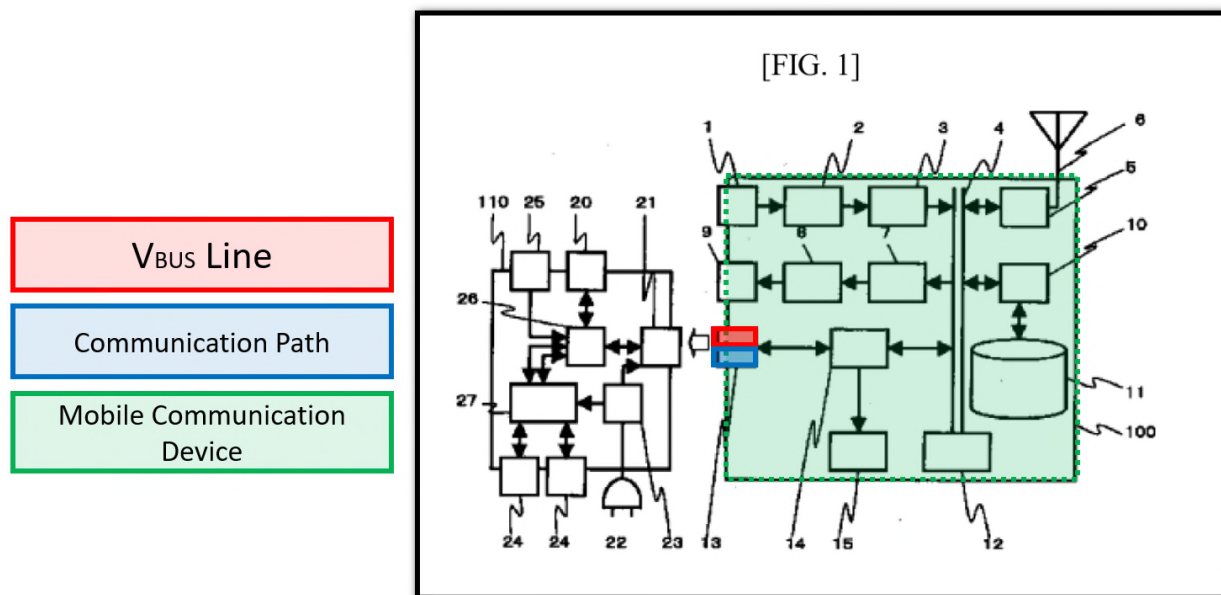 VBUS Line
Communication Path
Mobile Communication
Device
[FIG. 1]
1 2 3 4 6
5
110 25 20 21
9 8 7 10
26
27
11
100
24 24 22 23 13 14 15 12